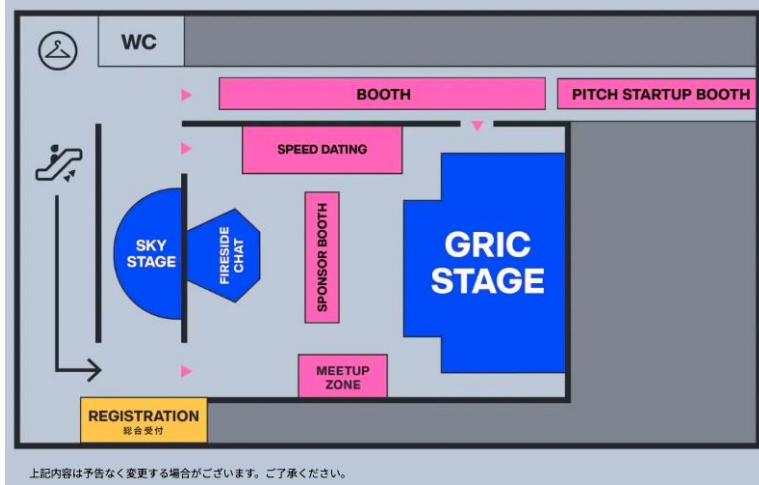 WC
BOOTH
PITCH STARTUP BOOTH
SPEED DATING
SKY
STAGE
FIRESIDE
CHAT
SPONSOR BOOTH
GRIC
STAGE
MEETUP
ZONE
REGISTRATION
総合受付
上記内容は予告なく変更する場合がございます。ご了承ください。